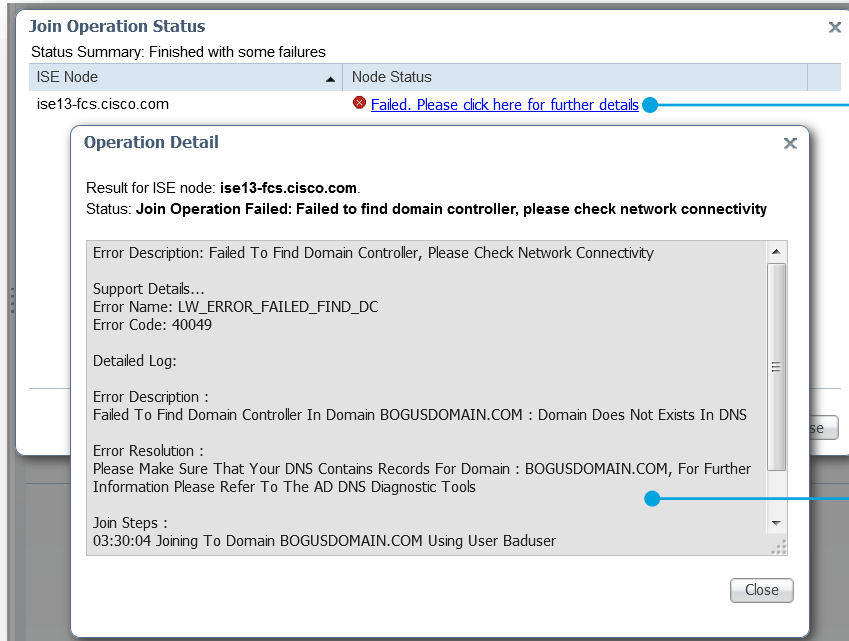 Join Operation Status
Status Summary: Finished with some failures
ISE Node
Node Status
ise13-fcs.cisco.com
Failed. Please click here for further details
Operation Detail
Result for ISE node: ise13-fcs.cisco.com.
Status: Join Operation Failed: Failed to find domain controller, please check network connectivity
Error Description: Failed To Find Domain Controller, Please Check Network Connectivity
Support Details...
Error Name: LW_ERROR_FAILED_FIND_DC
Error Code: 40049
Detailed Log:
Error Description :
Failed To Find Domain Controller In Domain BOGUSDOMAIN.COM : Domain Does Not Exists In DNS
Error Resolution :
Please Make Sure That Your DNS Contains Records For Domain : BOGUSDOMAIN.COM, For Further
Information Please Refer To The AD DNS Diagnostic Tools
Join Steps :
03:30:04 Joining To Domain BOGUSDOMAIN.COM Using User Baduser
se
Close